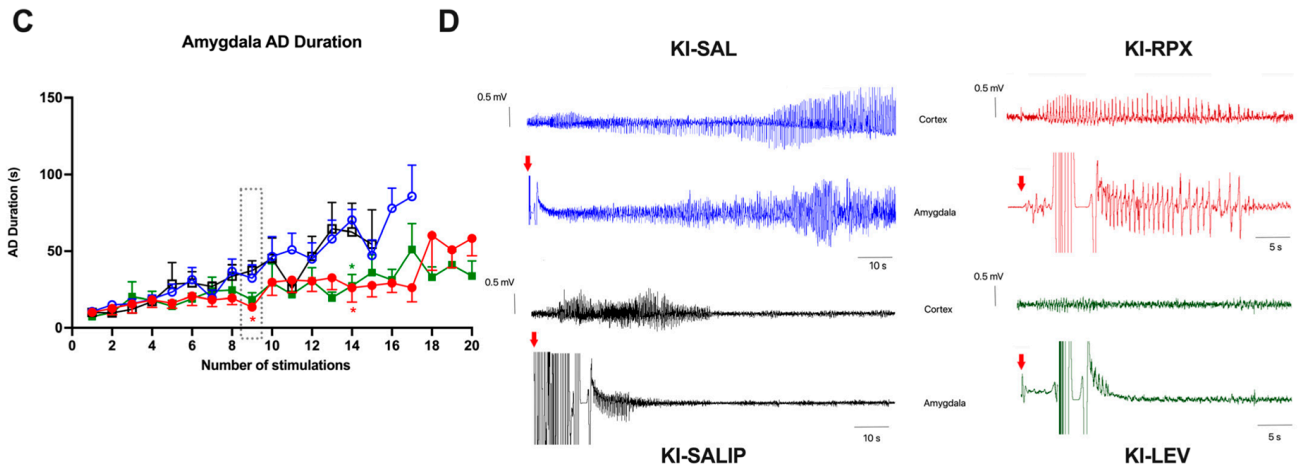 C
Amygdala AD Duration
AD Duration (s)
150
100
50
0
0 2 4 6 8 10 12 14 16 18 20
Number of stimulations
*
*
*
D
KI-SAL
0.5 mV
Cortex
Amygdala
10 s
0.5 mV
Cortex
Amygdala
10 s
KI-SALIP
KI-RPX
0.5 mV
5 s
0.5 mV
5 s
KI-LEV